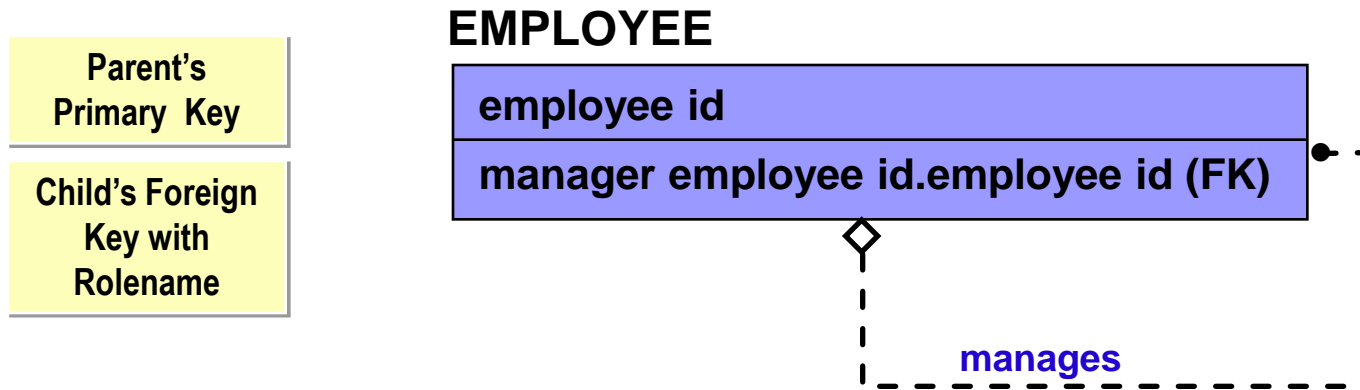 EMPLOYEE
Parent's
Primary Key
employee id
Child's Foreign
Key with
Rolename
manager employee id.employee id (FK)
manages